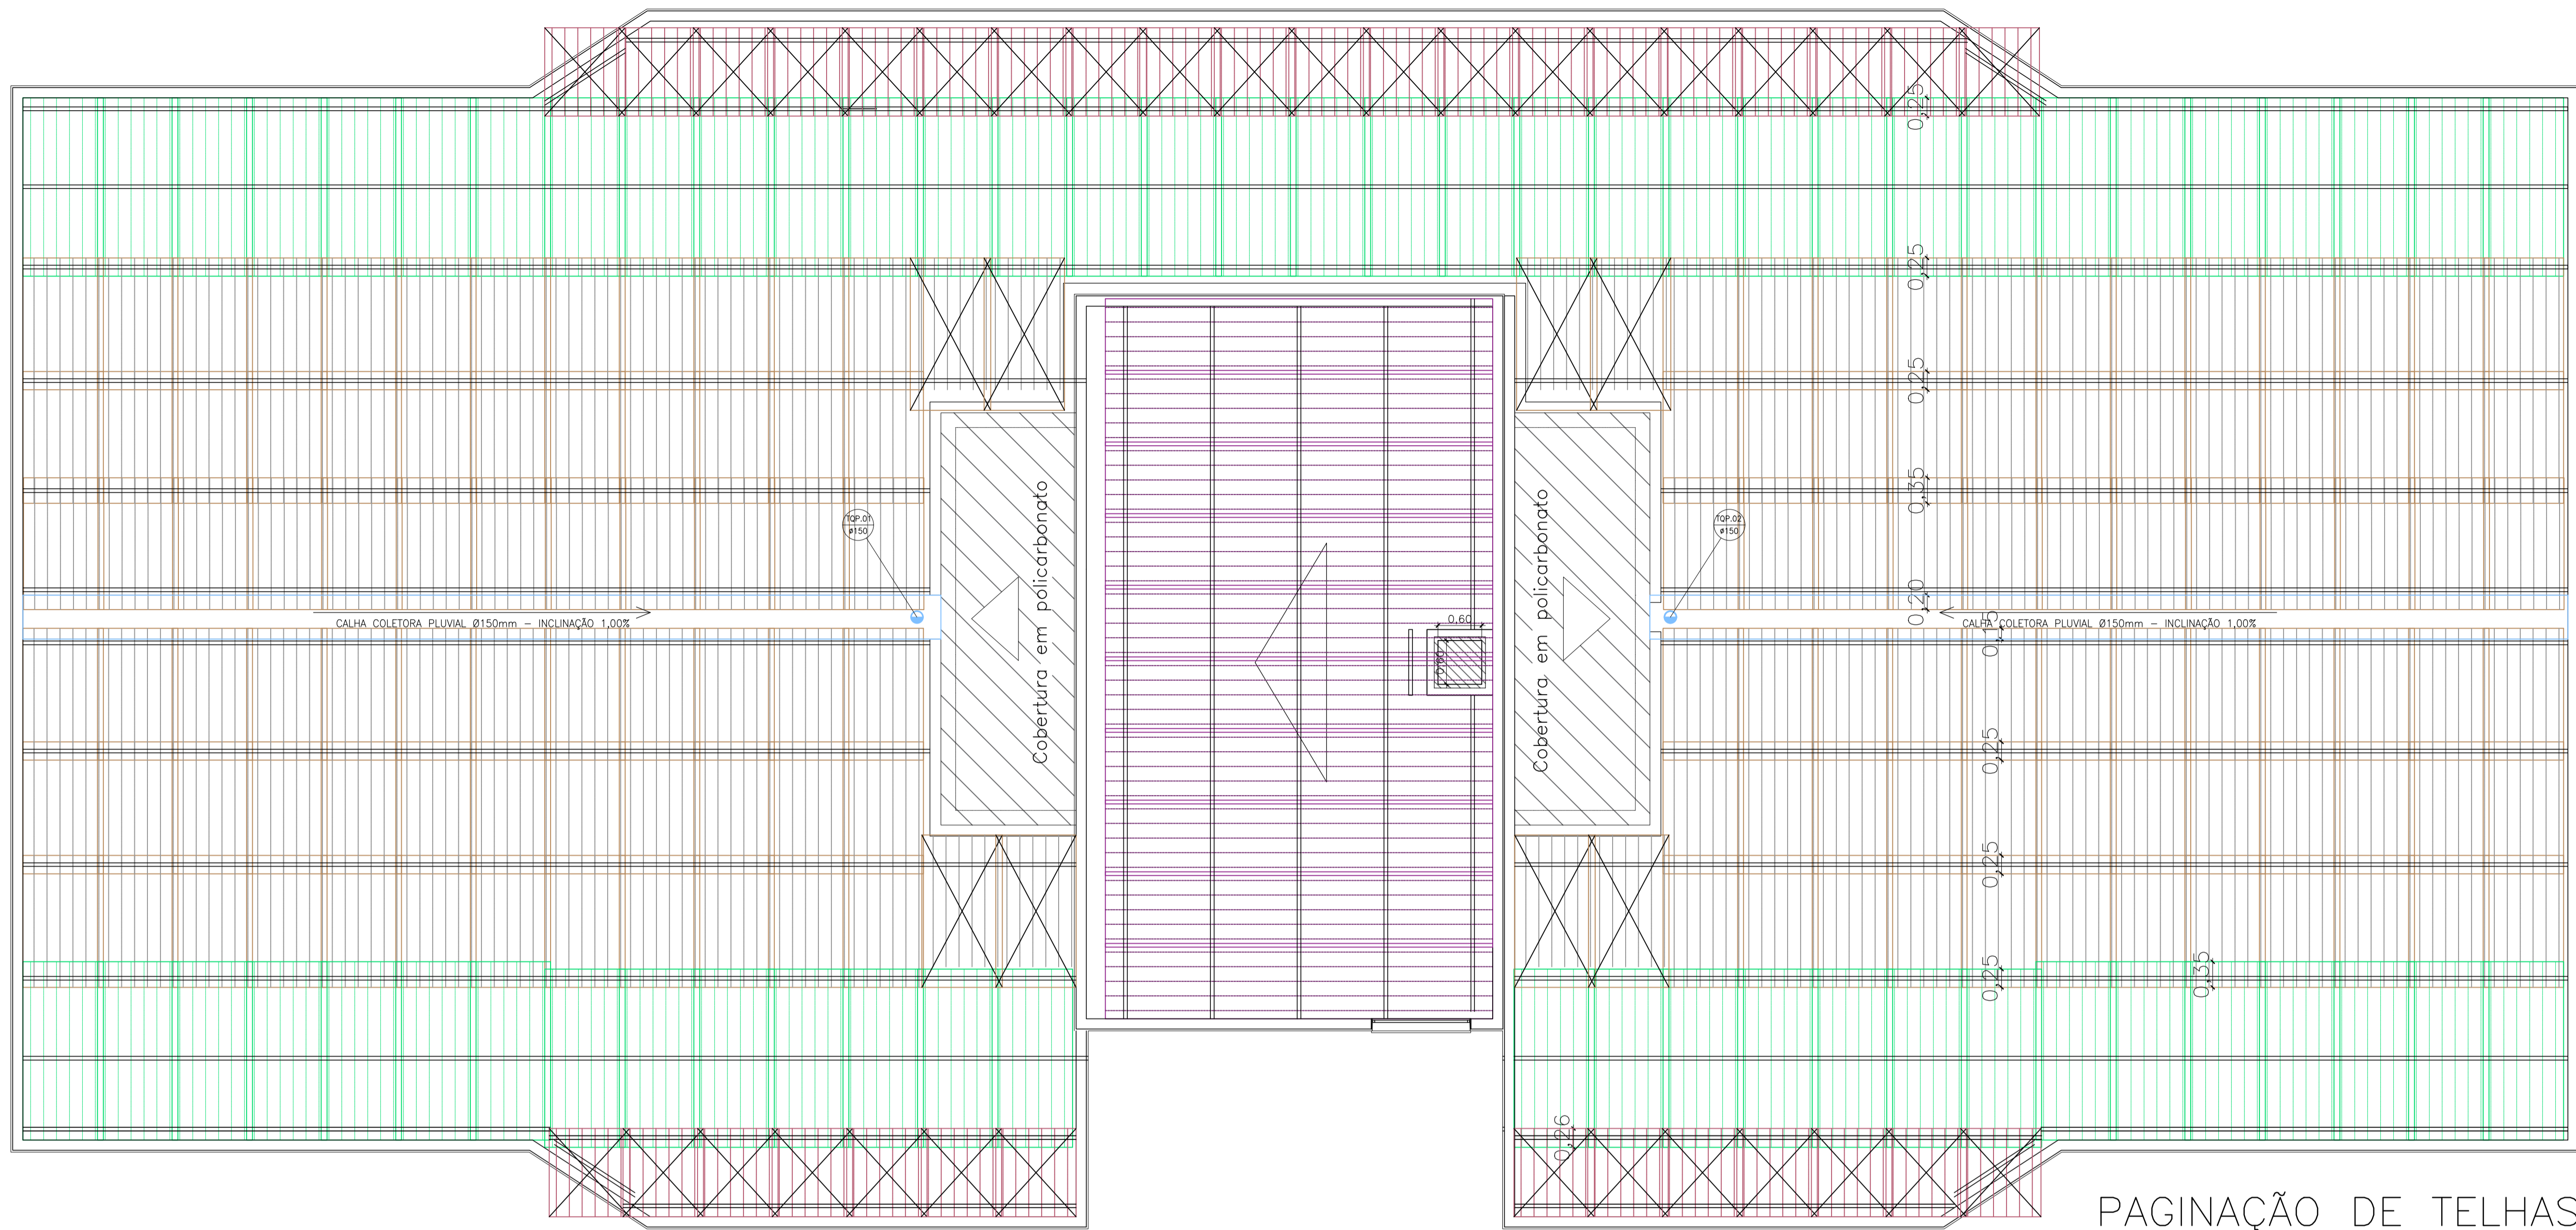 0,25
0,25
0,25
0,35
TQP.01
ø150
TQP.02
ø150
Cobertura em policarbonato
Cobertura em policarbonato
0,20
CALHA COLETORA PLUVIAL Ø150mm – INCLINAÇÃO 1,00%
0,60
0,60
CALHA COLETORA PLUVIAL Ø150mm – INCLINAÇÃO 1,00%
0,15
0,25
0,25
0,25
0,35
0,26
PAGINAÇÃO DE TELHAS